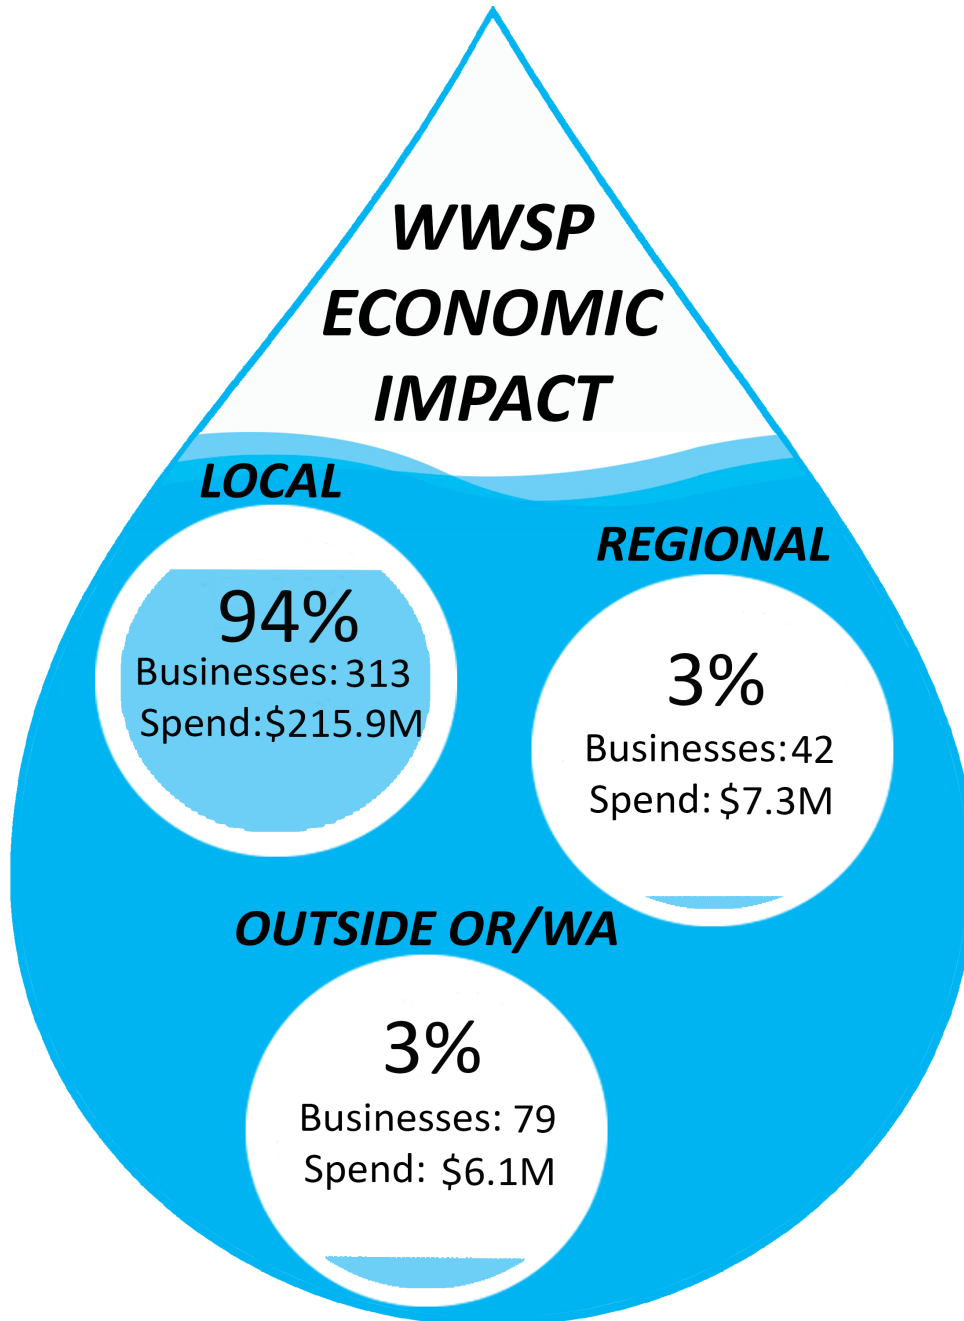 WWSP
ECONOMIC
IMPACT
LOCAL
94%
Businesses: 313
Spend: $215.9M
REGIONAL
3%
Businesses: 42
Spend: $7.3M
OUTSIDE OR/WA
3%
Businesses: 79
Spend: $6.1M